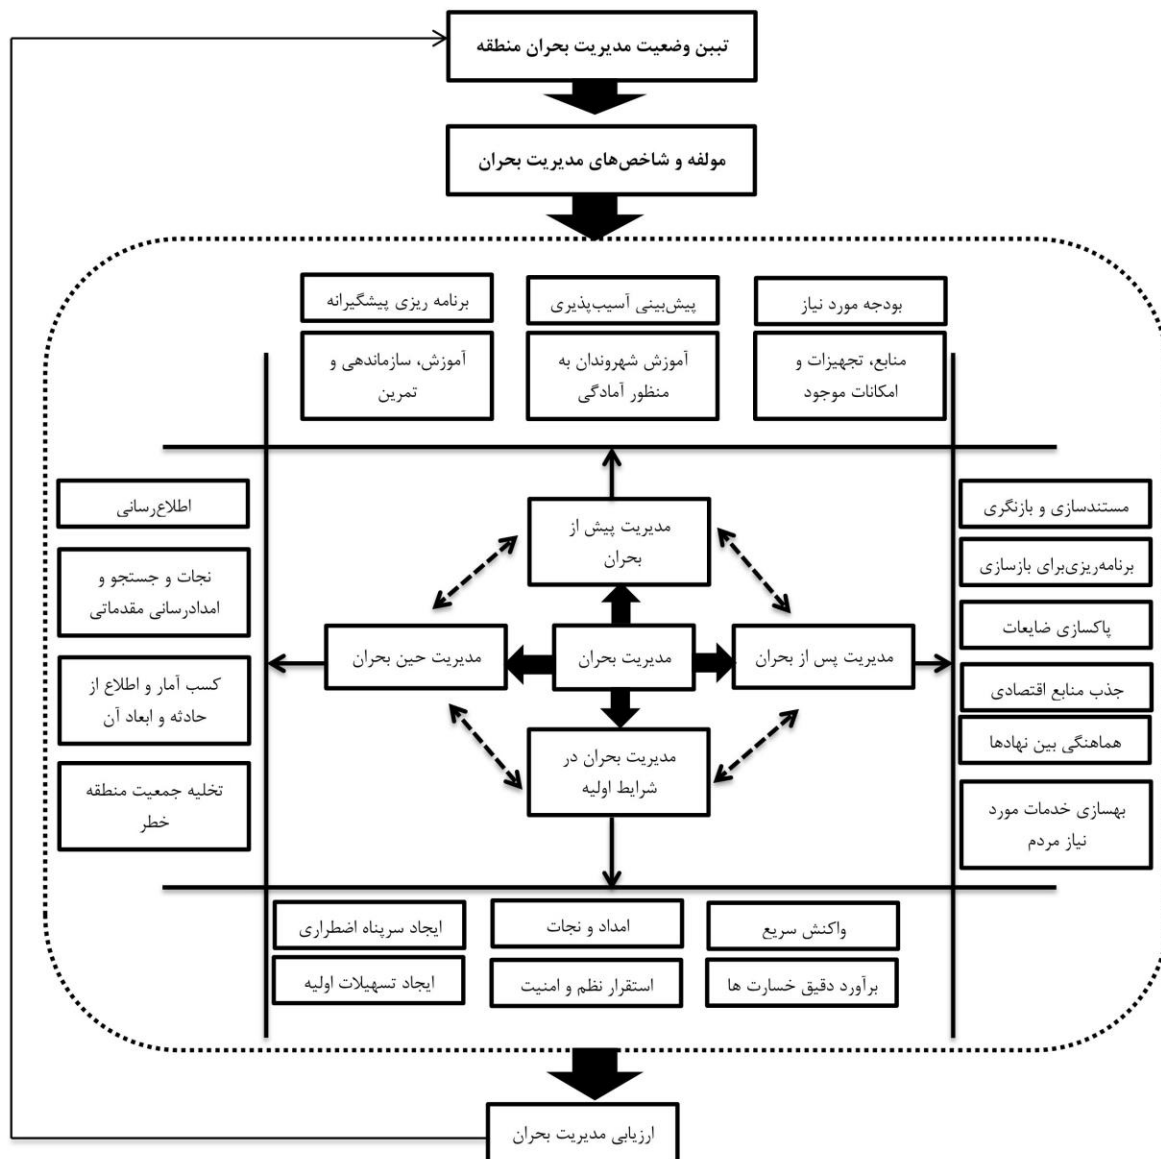 تببن وضعیت مدیریت بحران منطقه
مولفه و شاخص‌های مدیریت بحران
بودجه مورد نیاز
پیش‌بینی آسیب‌پذیری
برنامه ریزی پیشگیرانه
منابع، تجهیزات و
امکانات موجود
آموزش شهروندان به
منظور آمادگی
آموزش، سازماندهی و
تمرین
مستندسازی و بازنگری
برنامه‌ریزی‌برای بازسازی
پاکسازی ضایعات
جذب منابع اقتصادی
هماهنگی بین نهادها
بهسازی خدمات مورد
نیاز مردم
مدیریت پیش از
بحران
مدیریت پس از بحران
مدیریت بحران
مدیریت حین بحران
مدیریت بحران در
شرایط اولیه
اطلاع‌رسانی
نجات و جستجو و
امدادرسانی مقدماتی
کسب آمار و اطلاع از
حادثه و ابعاد آن
تخلیه جمعیت منطقه
خطر
واکنش سریع
امداد و نجات
ایجاد سرپناه اضطراری
برآورد دقیق خسارت ها
استقرار نظم و امنیت
ایجاد تسهیلات اولیه
ارزیابی مدیریت بحران